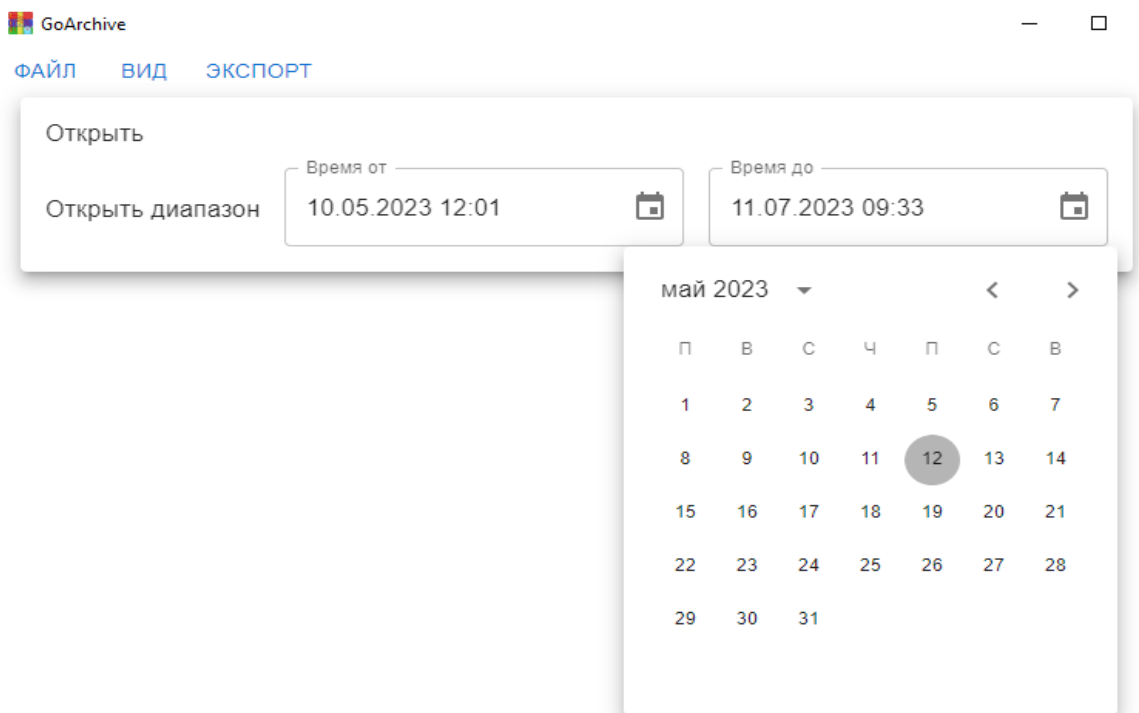 GoArchive
ФАЙЛ ВИД ЭКСПОРТ
Открыть
Время от Время до
Открыть диапазон 10.05.2023 12:01 11.07.2023 09:33
май 2023
П В С Ч П С В
1 2 3 4 5 6 7
8 9 10 11 12 13 14
15 16 17 18 19 20 21
22 23 24 25 26 27 28
29 30 31